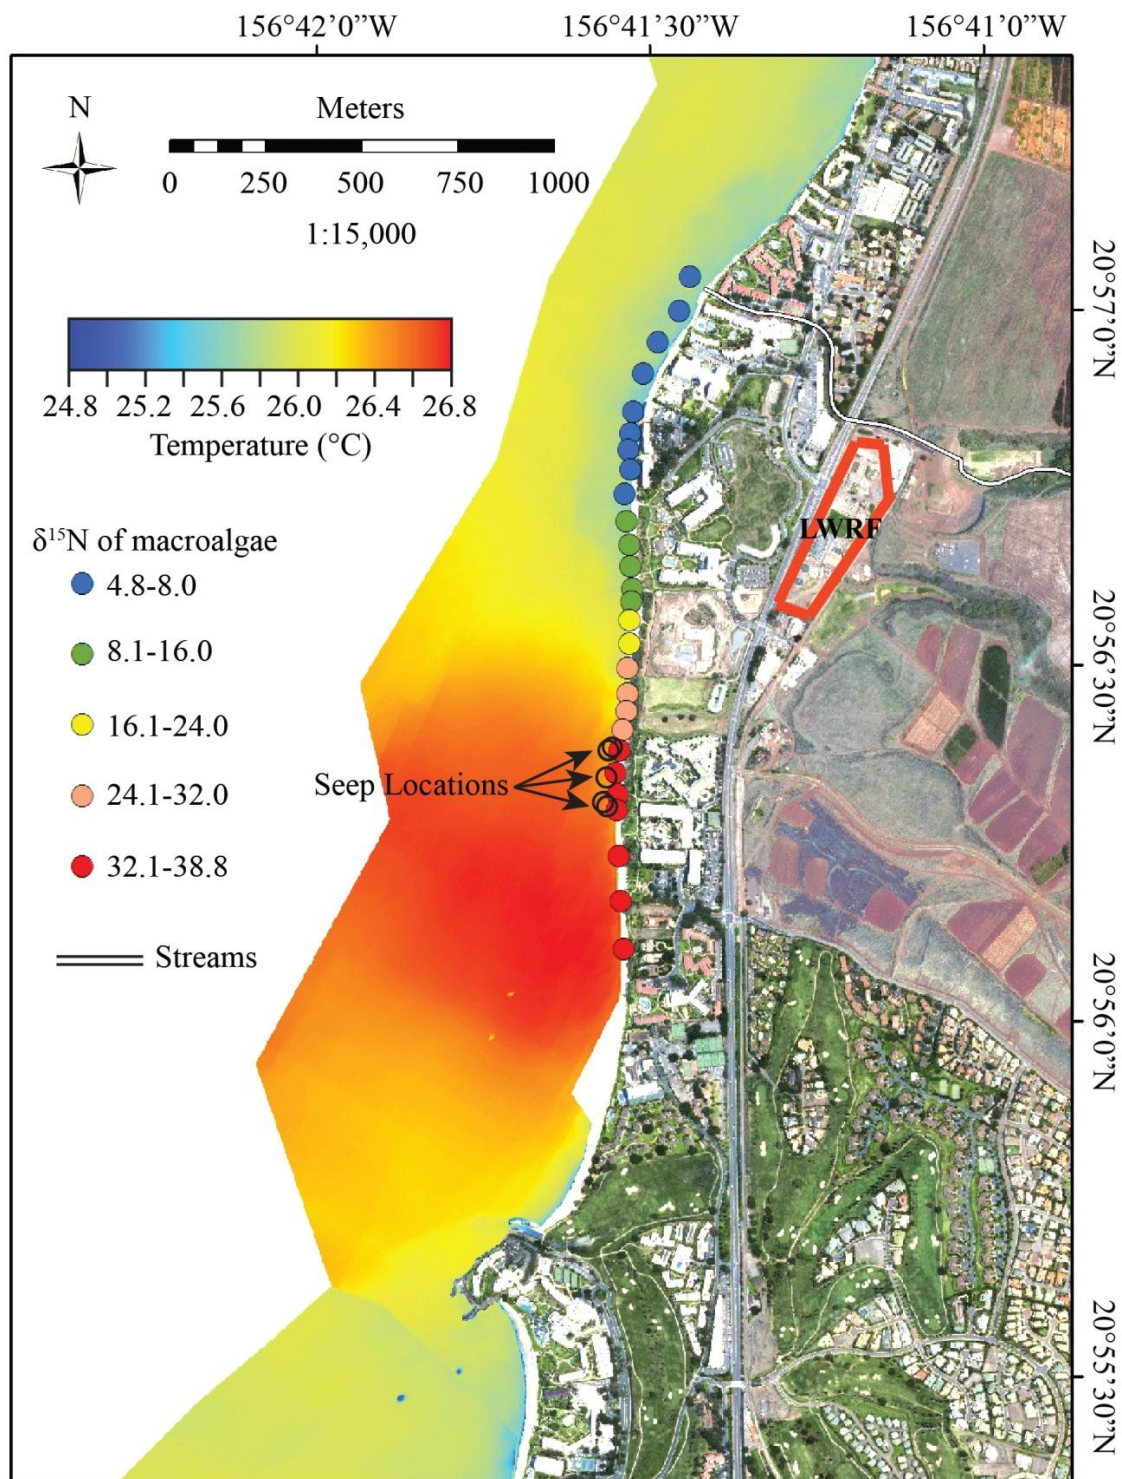 156°42’0”W 156°41’30”W 156°41’0”W
N
Meters
0 250 500 750 1000
1:15,000
24.8 25.2 25.6 26.0 26.4 26.8
Temperature (°C)
δ¹⁵N of macroalgae
4.8-8.0
8.1-16.0
16.1-24.0
24.1-32.0
32.1-38.8
Streams
Seep Locations
LWRF
20°57’0”N
20°56’30”N
20°56’0”N
20°55’30”N